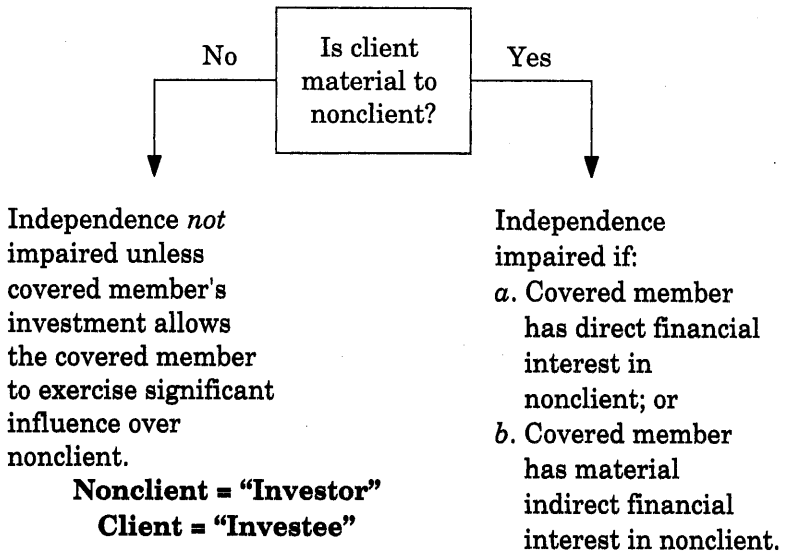 No
Is client
material to
nonclient?
Yes
Independence not
impaired unless
covered member's
investment allows
the covered member
to exercise significant
influence over
nonclient.
Nonclient = “Investor”
Client = “Investee”
Independence
impaired if:
a. Covered member
has direct financial
interest in
nonclient; or
b. Covered member
has material
indirect financial
interest in nonclient.